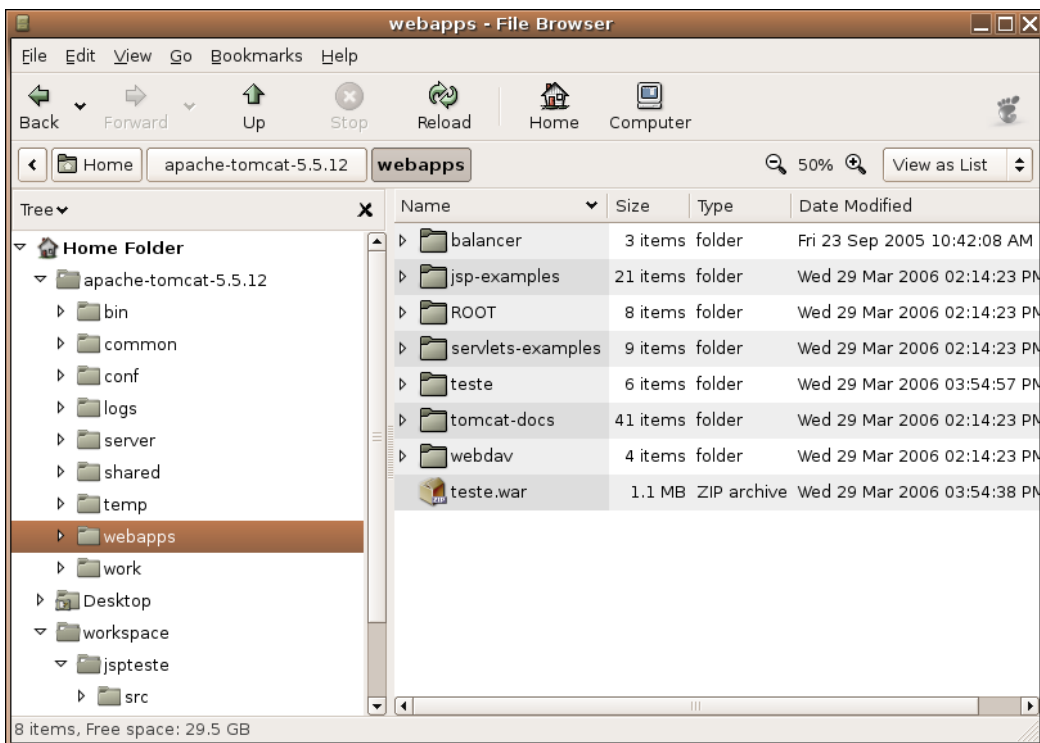 webapps - File Browser
File Edit View Go Bookmarks Help
Back Forward Up Stop Reload Home Computer
Home apache-tomcat-5.5.12 webapps 50% View as List
Tree
Name Size Type Date Modified
Home Folder
apache-tomcat-5.5.12
bin
common
conf
logs
server
shared
temp
webapps
work
Desktop
workspace
jspteste
src
balancer 3 items folder Fri 23 Sep 2005 10:42:08 AM
jsp-examples 21 items folder Wed 29 Mar 2006 02:14:23 PM
ROOT 8 items folder Wed 29 Mar 2006 02:14:23 PM
servlets-examples 9 items folder Wed 29 Mar 2006 02:14:23 PM
teste 6 items folder Wed 29 Mar 2006 03:54:57 PM
tomcat-docs 41 items folder Wed 29 Mar 2006 02:14:23 PM
webdav 4 items folder Wed 29 Mar 2006 02:14:23 PM
teste.war 1.1 MB ZIP archive Wed 29 Mar 2006 03:54:38 PM
8 items, Free space: 29.5 GB